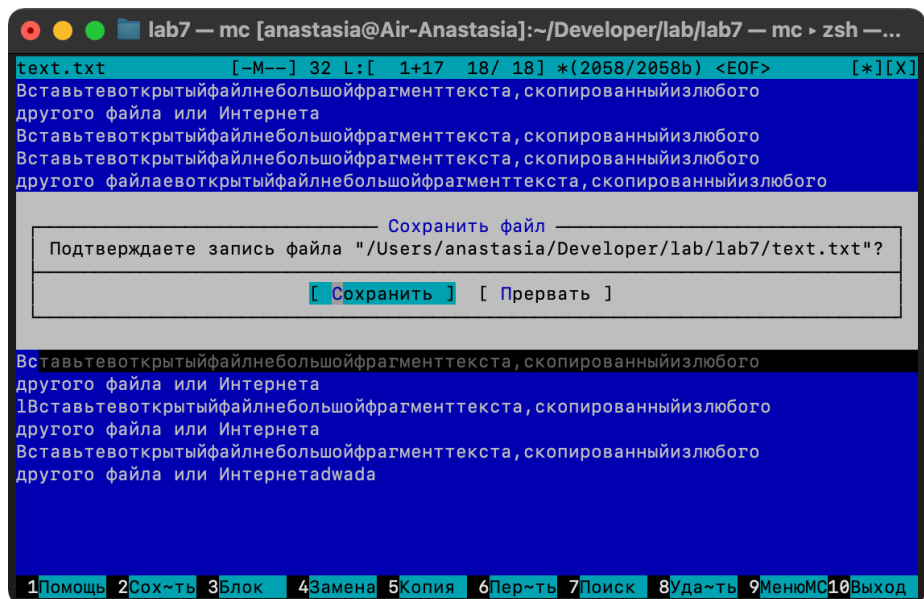 lab7 — mc [anastasia@Air-Anastasia]:~/Developer/lab/lab7 — mc ▸ zsh —...
text.txt [-M--] 32 L:[ 1+17 18/ 18] *(2058/2058b) <EOF> [*][X]
Вставьтевоткрытыйфайлнебольшойфрагменттекста,скопированныйизлюбого
другого файла или Интернета
Вставьтевоткрытыйфайлнебольшойфрагменттекста,скопированныйизлюбого
Вставьтевоткрытыйфайлнебольшойфрагменттекста,скопированныйизлюбого
другого файлаевоткрытыйфайлнебольшойфрагменттекста,скопированныйизлюбого
Сохранить файл
Подтверждаете запись файла "/Users/anastasia/Developer/lab/lab7/text.txt"?
[ Сохранить ] [ Прервать ]
Вставьтевоткрытыйфайлнебольшойфрагменттекста,скопированныйизлюбого
другого файла или Интернета
lВставьтевоткрытыйфайлнебольшойфрагменттекста,скопированныйизлюбого
другого файла или Интернета
Вставьтевоткрытыйфайлнебольшойфрагменттекста,скопированныйизлюбого
другого файла или Интернетаdwada
1Помощь 2Сох~ть 3Блок 4Замена 5Копия 6Пер~ть 7Поиск 8Уда~ть 9МенюMC10Выход